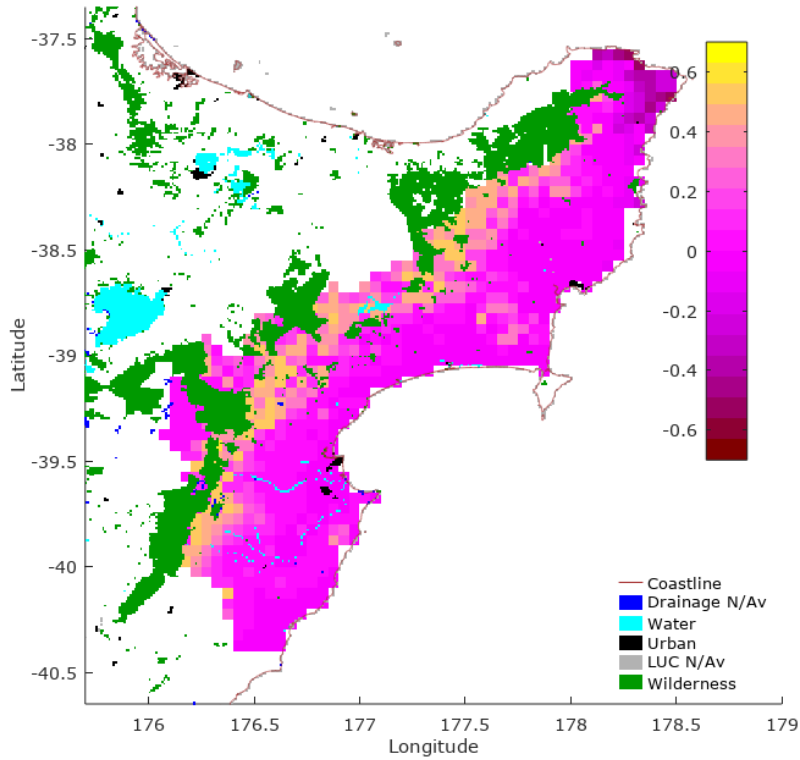 -37.5
-38
-38.5
-39
-39.5
-40
-40.5
Latitude
176
176.5
177
177.5
178
178.5
179
Longitude
0.6
0.4
0.2
0
-0.2
-0.4
-0.6
Coastline
Drainage N/Av
Water
Urban
LUC N/Av
Wilderness